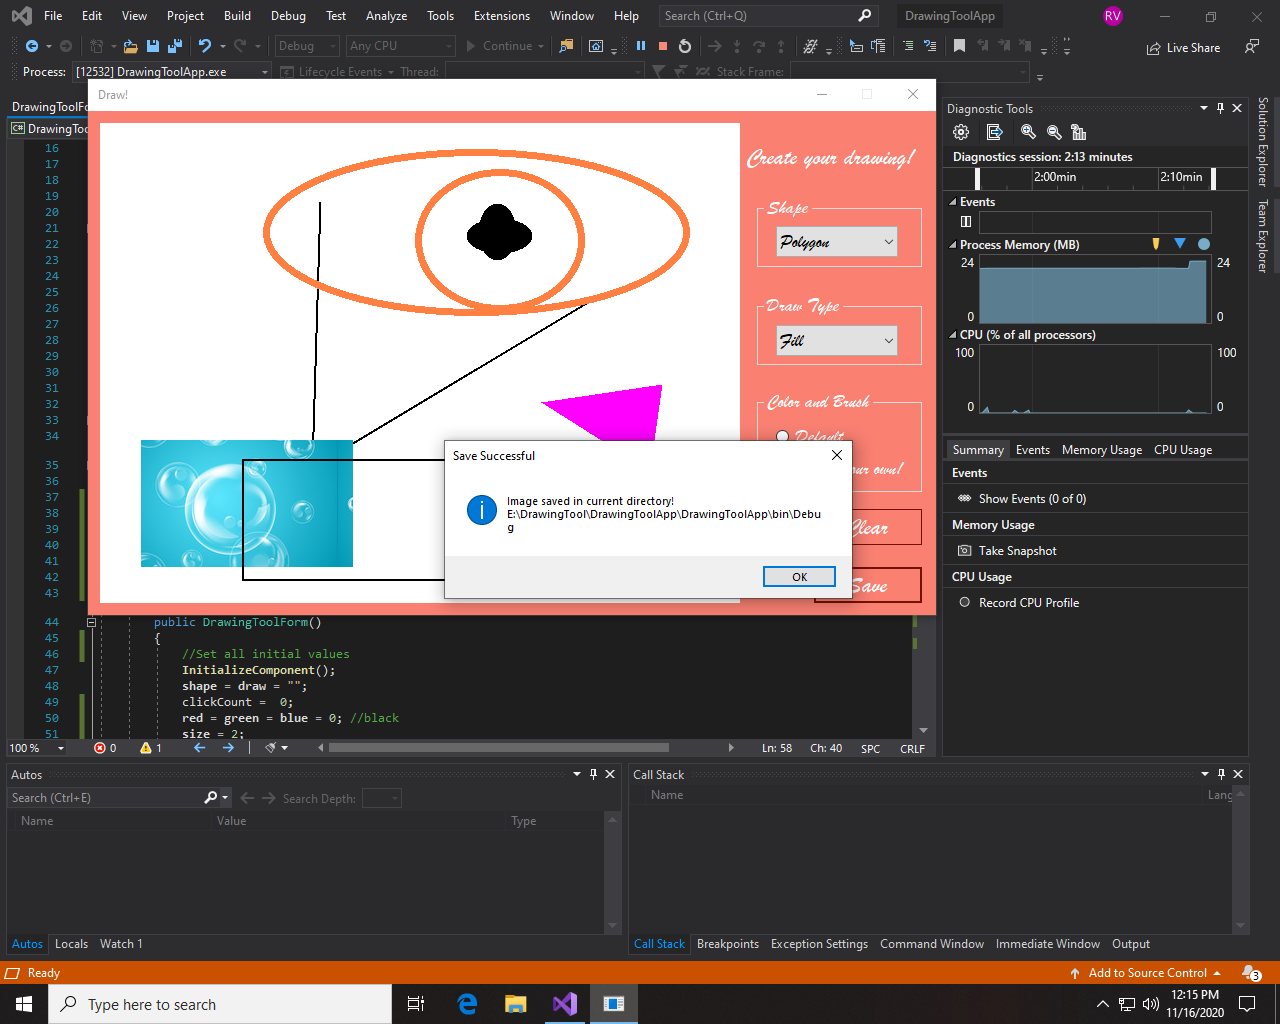 File Edit View Project Build Debug Test Analyze Tools Extensions Window Help Search (Ctrl+Q) DrawingToolApp RV
Debug Any CPU Continue Live Share
Process: [12532] DrawingToolApp.exe Lifecycle Events Thread: Stack Frame:
DrawingToolFo
DrawingToo
Draw!
Create your drawing!
Shape
Polygon
Draw Type
Fill
Color and Brush
Default
your own!
Clear
Save
Save Successful
Image saved in current directory!
E:\DrawingTool\DrawingToolApp\DrawingToolApp\bin\Debu
g
OK
16
17
18
19
20
21
22
23
24
25
26
27
28
29
30
31
32
33
34
35
36
37
38
39
40
41
42
43
44 public DrawingToolForm()
45 {
46 //Set all initial values
47 InitializeComponent();
48 shape = draw = "";
49 clickCount = 0;
50 red = green = blue = 0; //black
51 size = 2;
100 % 0 1 Ln: 58 Ch: 40 SPC CRLF
Diagnostic Tools
Diagnostics session: 2:13 minutes
2:00min 2:10min
Events
Process Memory (MB)
24 24
0 0
CPU (% of all processors)
100 100
0 0
Summary Events Memory Usage CPU Usage
Events
Show Events (0 of 0)
Memory Usage
Take Snapshot
CPU Usage
Record CPU Profile
Solution Explorer
Team Explorer
Autos
Search (Ctrl+E) Search Depth:
Name Value Type
Autos Locals Watch 1
Call Stack
Name Lang
Call Stack Breakpoints Exception Settings Command Window Immediate Window Output
Ready Add to Source Control 3
Type here to search
12:15 PM
11/16/2020